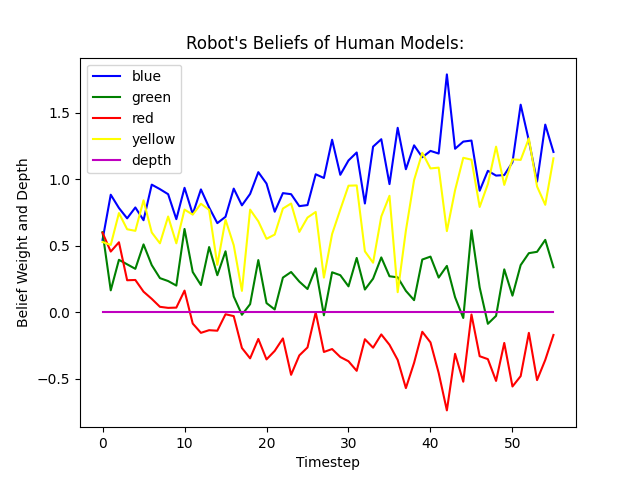 Robot's Beliefs of Human Models:
blue
green
red
yellow
depth
Belief Weight and Depth
1.5
1.0
0.5
0.0
−0.5
0
10
20
30
40
50
Timestep